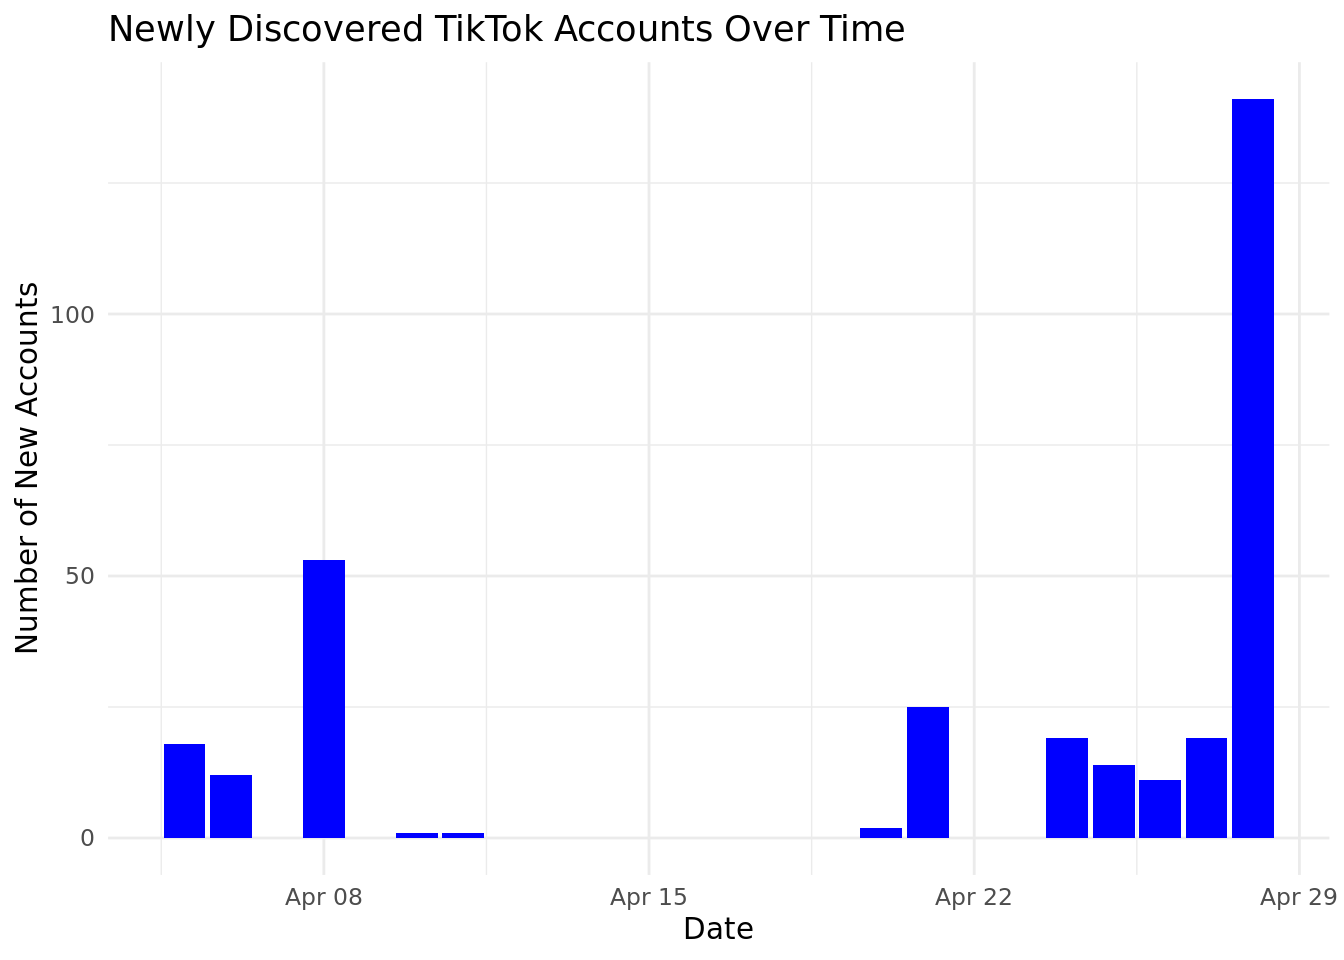 Newly Discovered TikTok Accounts Over Time
Number of New Accounts
100
50
0
Apr 08
Apr 15
Apr 22
Apr 29
Date